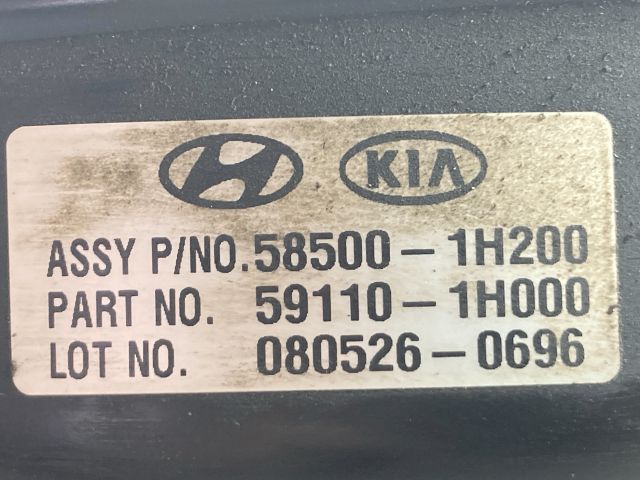 KIA
ASSY P/NO. 58500-1H200
PART NO. 59110-1H000
LOT NO. 080526-0696